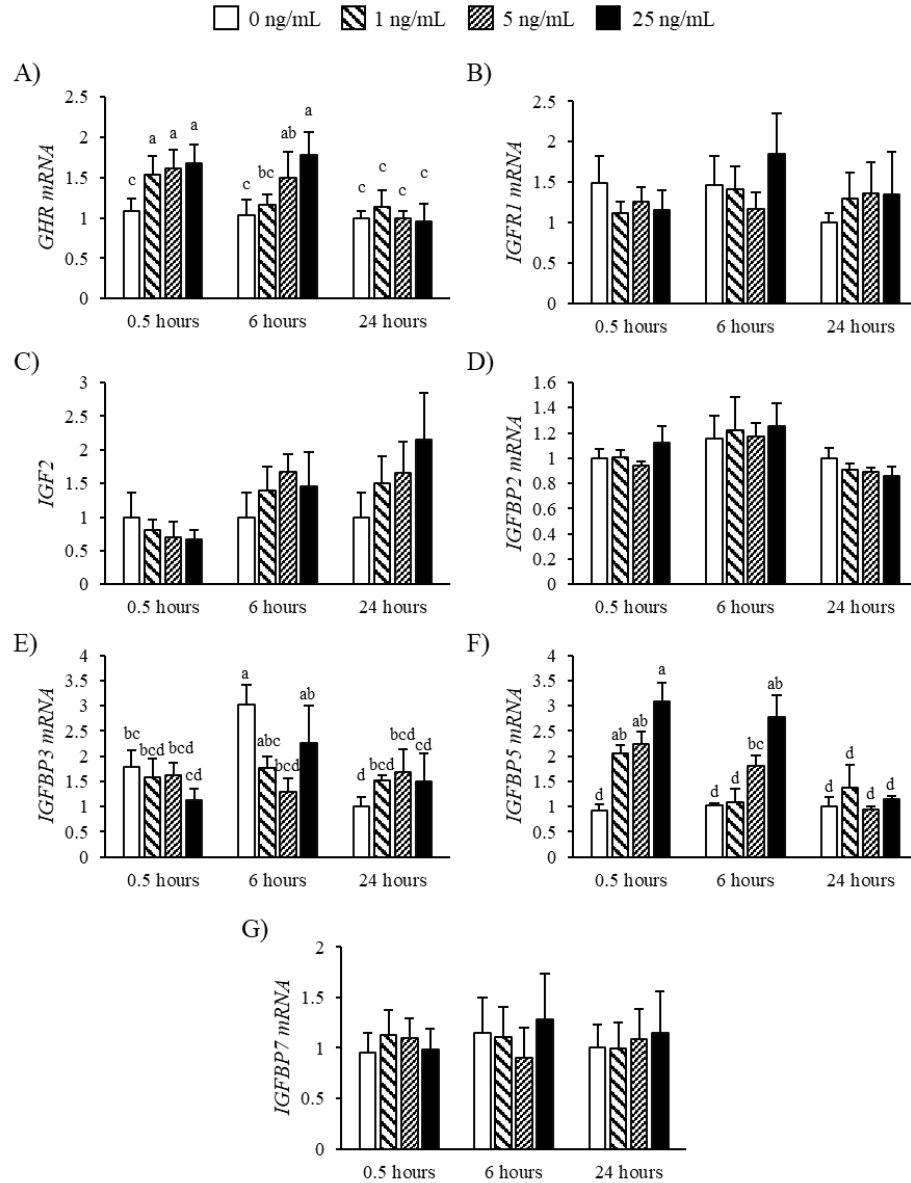 0 ng/mL 1 ng/mL 5 ng/mL 25 ng/mL
A)
GHR mRNA
2.5
2
1.5
1
0.5
0
c a a a
c bc ab a
c c c c
0.5 hours 6 hours 24 hours
B)
IGFR1 mRNA
2.5
2
1.5
1
0.5
0
0.5 hours 6 hours 24 hours
C)
IGF2
3
2.5
2
1.5
1
0.5
0
0.5 hours 6 hours 24 hours
D)
IGFBP2 mRNA
1.6
1.4
1.2
1
0.8
0.6
0.4
0.2
0
0.5 hours 6 hours 24 hours
E)
IGFBP3 mRNA
4
3.5
3
2.5
2
1.5
1
0.5
0
bc bcd bcd cd
a abc bcd ab
d bcd bcd cd
0.5 hours 6 hours 24 hours
F)
IGFBP5 mRNA
4
3.5
3
2.5
2
1.5
1
0.5
0
d ab ab a
d d bc ab
d d d d
0.5 hours 6 hours 24 hours
G)
IGFBP7 mRNA
2
1.5
1
0.5
0
0.5 hours 6 hours 24 hours